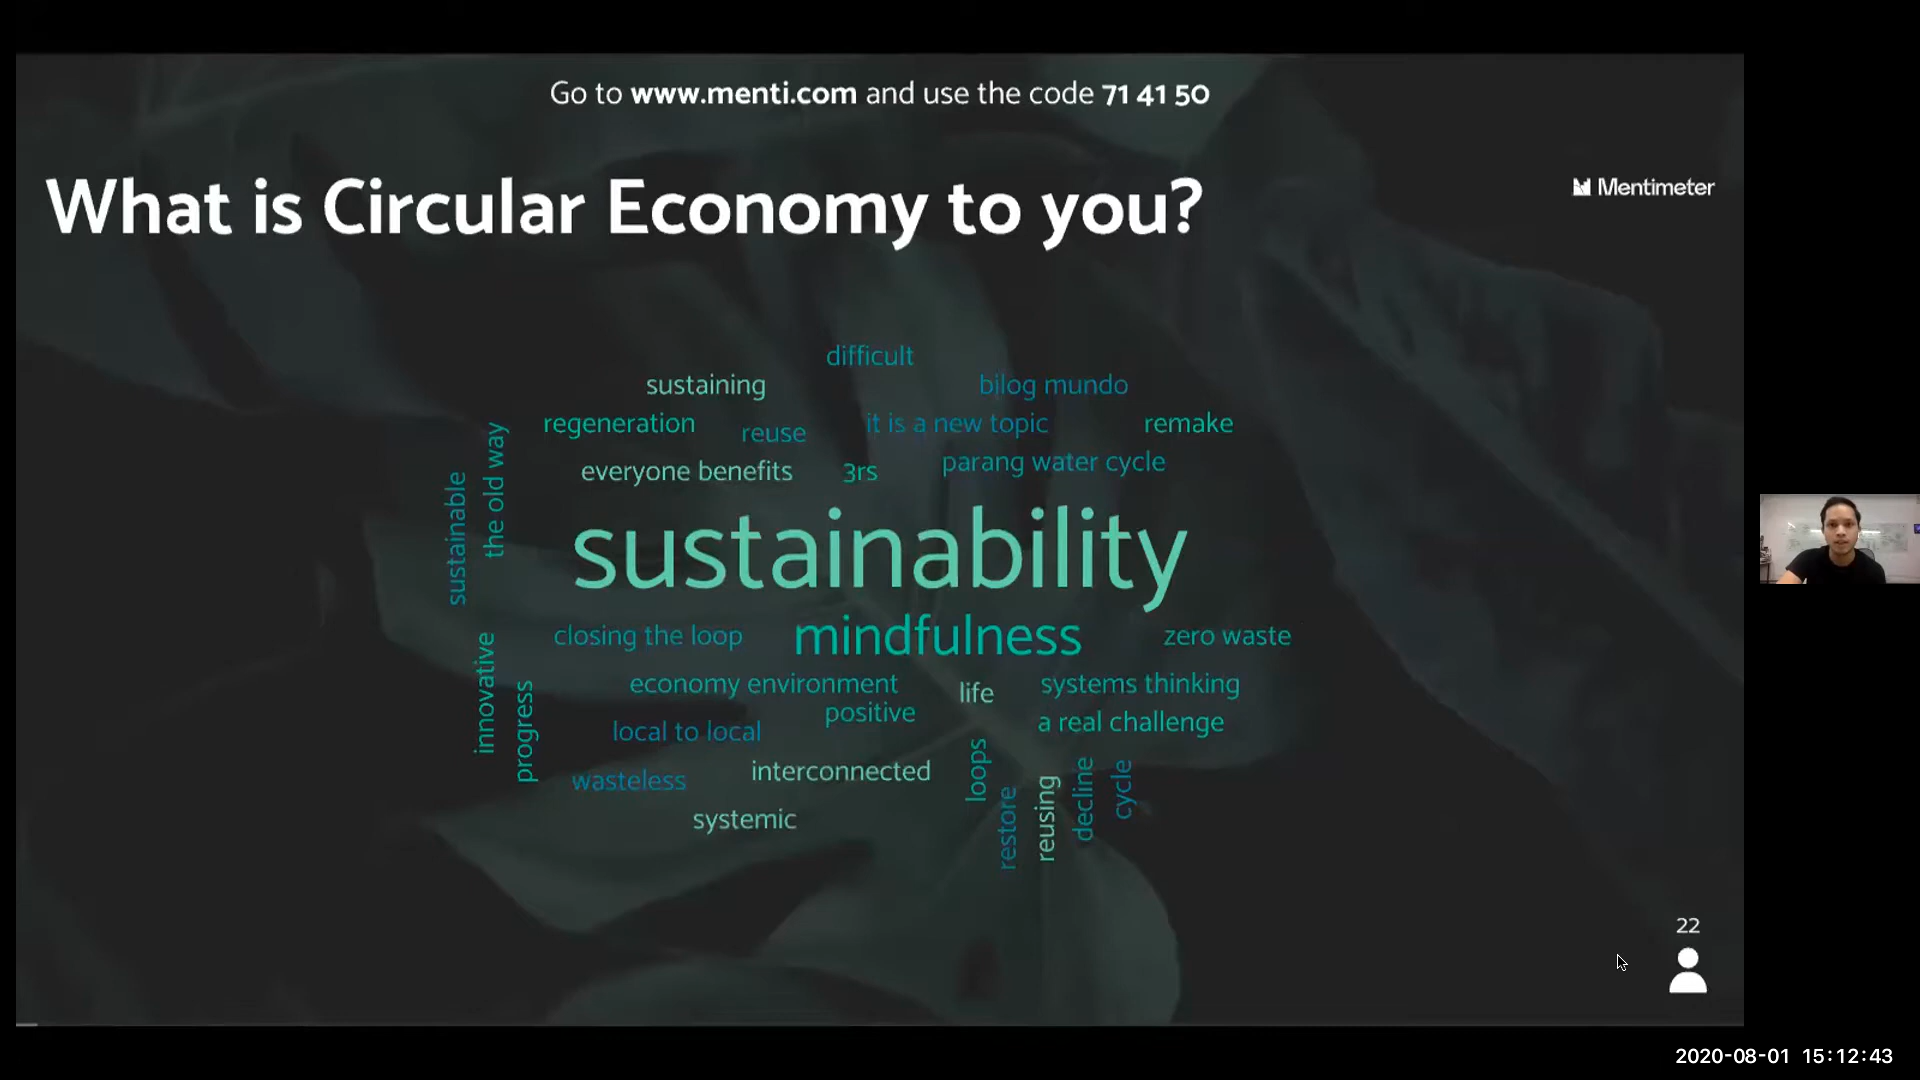 Go to www.menti.com and use the code 71 41 50
What is Circular Economy to you?
Mentimeter
difficult
sustaining
bilog mundo
regeneration
reuse
it is a new topic
remake
everyone benefits
3rs
parang water cycle
sustainable
the old way
sustainability
closing the loop
mindfulness
zero waste
innovative
progress
economy environment
life
systems thinking
positive
local to local
a real challenge
wasteless
interconnected
loops
restore
reusing
decline
cycle
systemic
22
2020-08-01 15:12:43